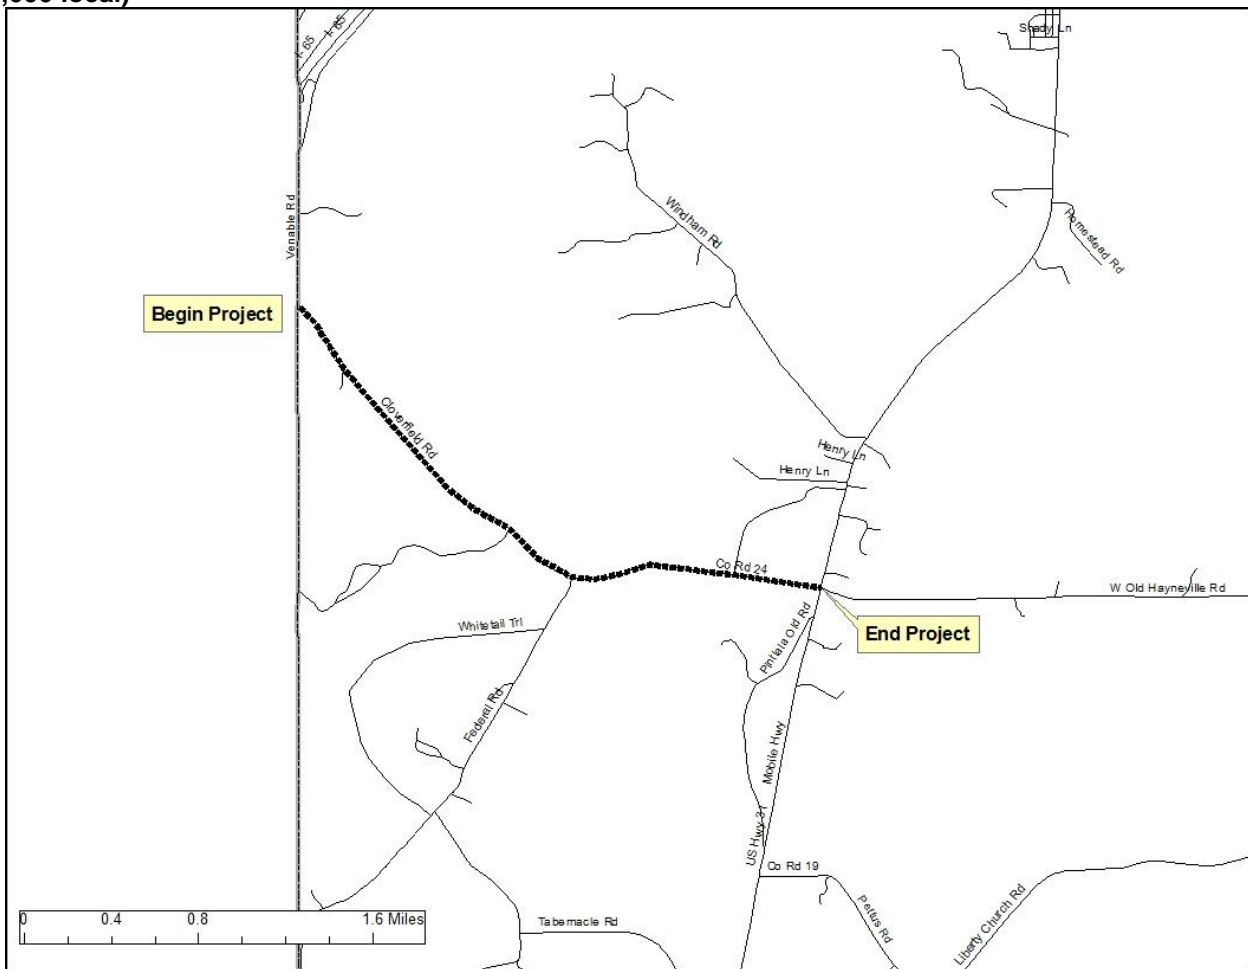 I-65
I-65
Shady Ln
Venable Rd
Windham Rd
Homestead Rd
Begin Project
Cloverfield Rd
Henry Ln
Henry Ln
Co Rd 24
W Old Hayneville Rd
Pintlala Old Rd
End Project
Whitetail Trl
Federal Rd
Mobile Hwy
US Hwy 31
Co Rd 19
Pettus Rd
Liberty Church Rd
Tabernacle Rd
0 0.4 0.8 1.6 Miles